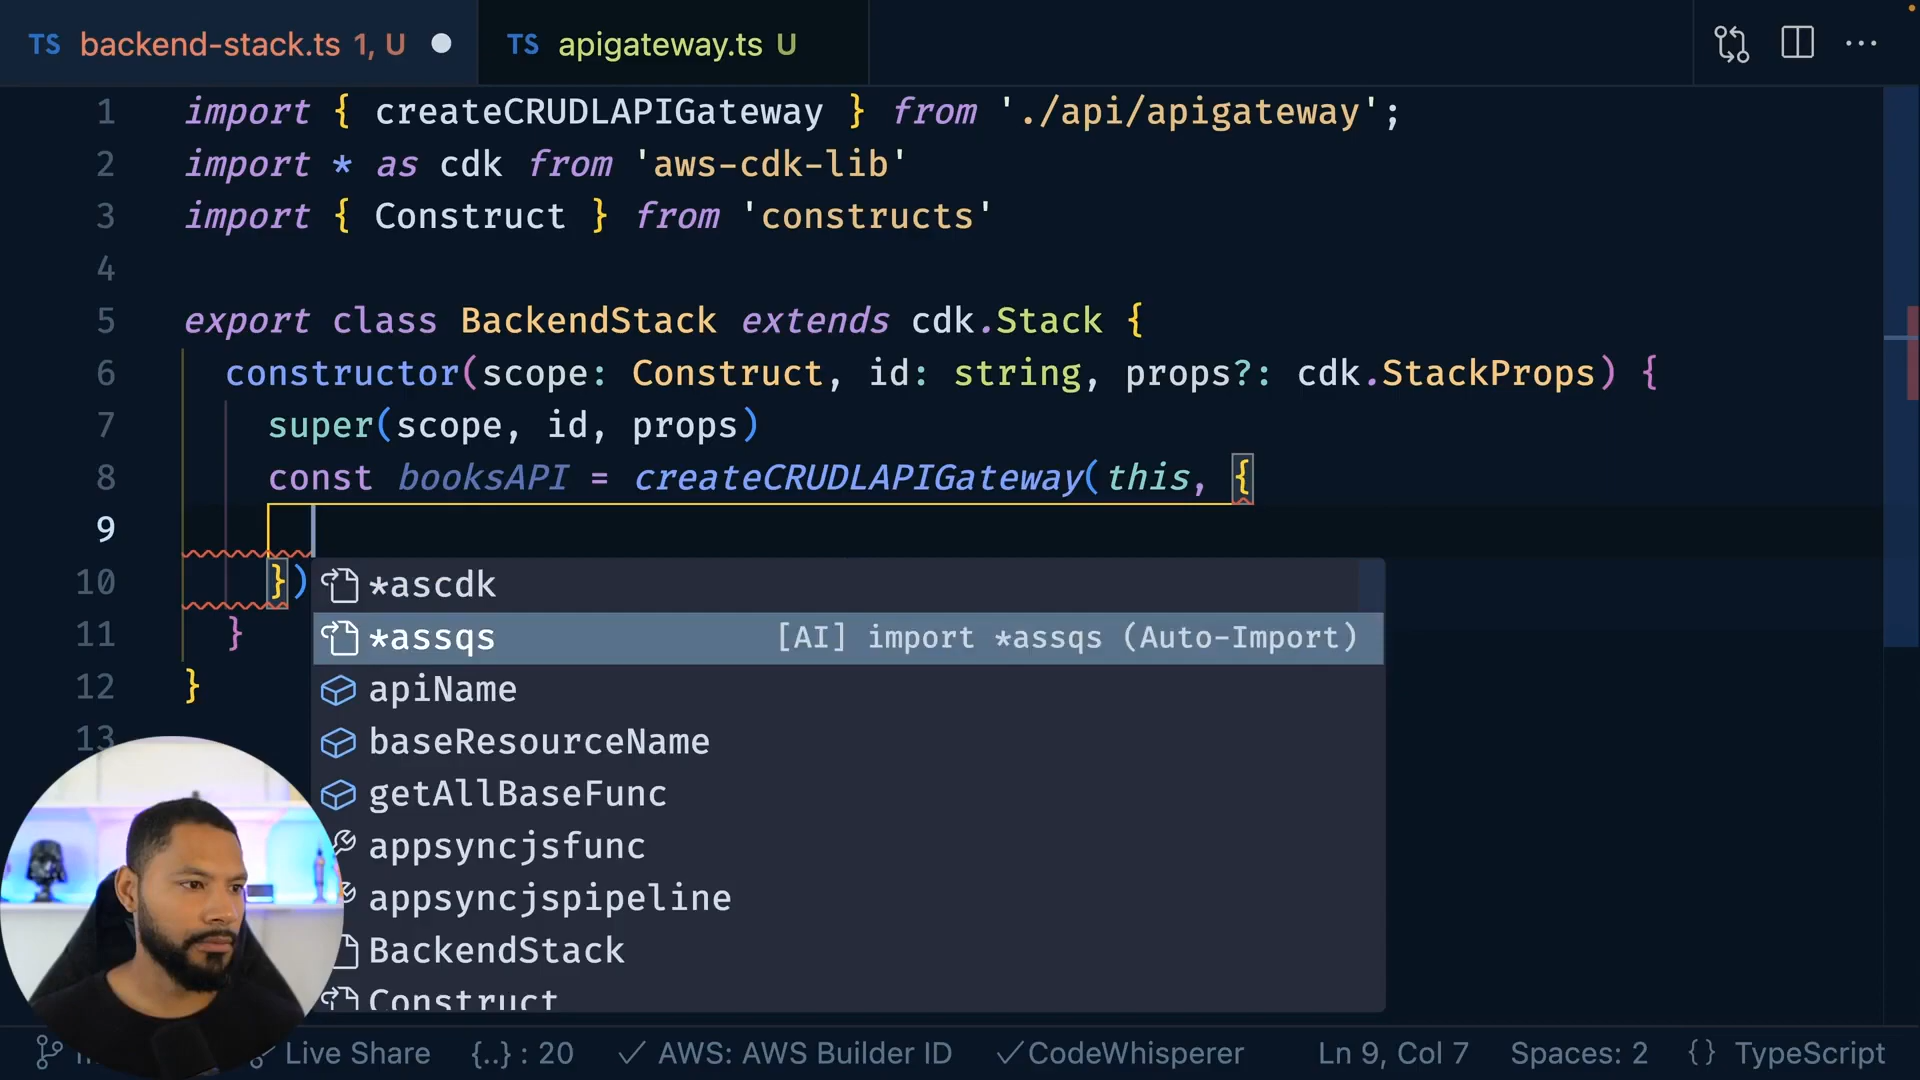 TS backend-stack.ts 1, U
TS apigateway.ts U
1 import { createCRUDLAPIGateway } from './api/apigateway';
2 import * as cdk from 'aws-cdk-lib'
3 import { Construct } from 'constructs'
4
5 export class BackendStack extends cdk.Stack {
6 constructor(scope: Construct, id: string, props?: cdk.StackProps) {
7 super(scope, id, props)
8 const booksAPI = createCRUDLAPIGateway(this, {
9
10 })
11 }
12 }
13
*ascdk
*assqs [AI] import *assqs (Auto-Import)
apiName
baseResourceName
getAllBaseFunc
appsyncjsfunc
appsyncjspipeline
BackendStack
Construct
Live Share {..} : 20 AWS: AWS Builder ID CodeWhisperer Ln 9, Col 7 Spaces: 2 {} TypeScript